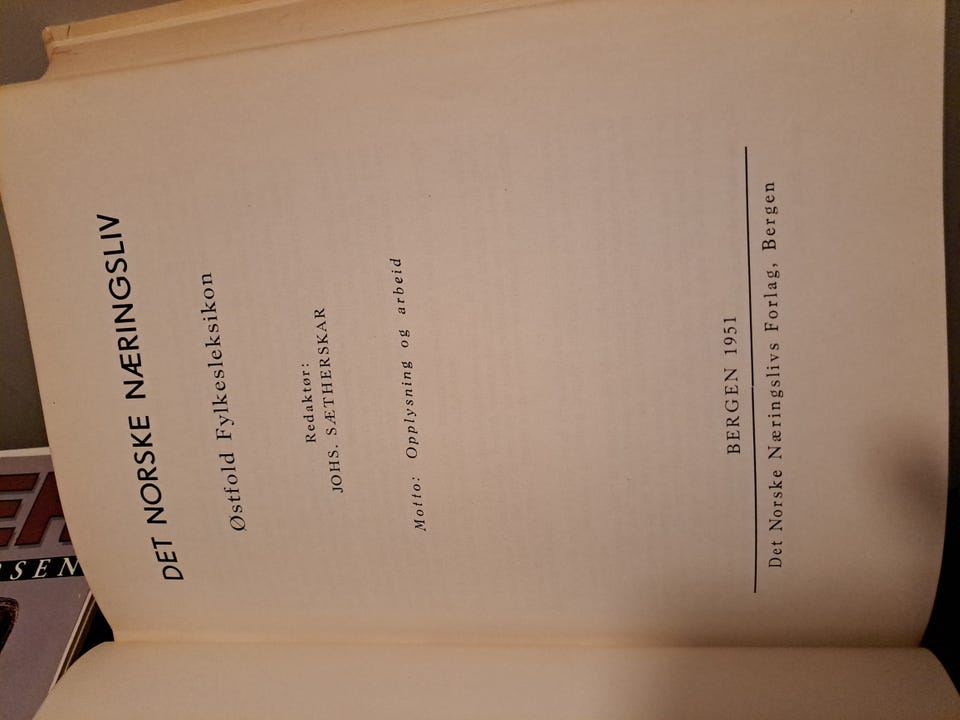 DET NORSKE NÆRINGSLIV
Østfold Fylkesleksikon
Redaktør:
JOHS. SÆTHERSKAR
Motto: Opplysning og arbeid
BERGEN 1951
Det Norske Næringslivs Forlag, Bergen